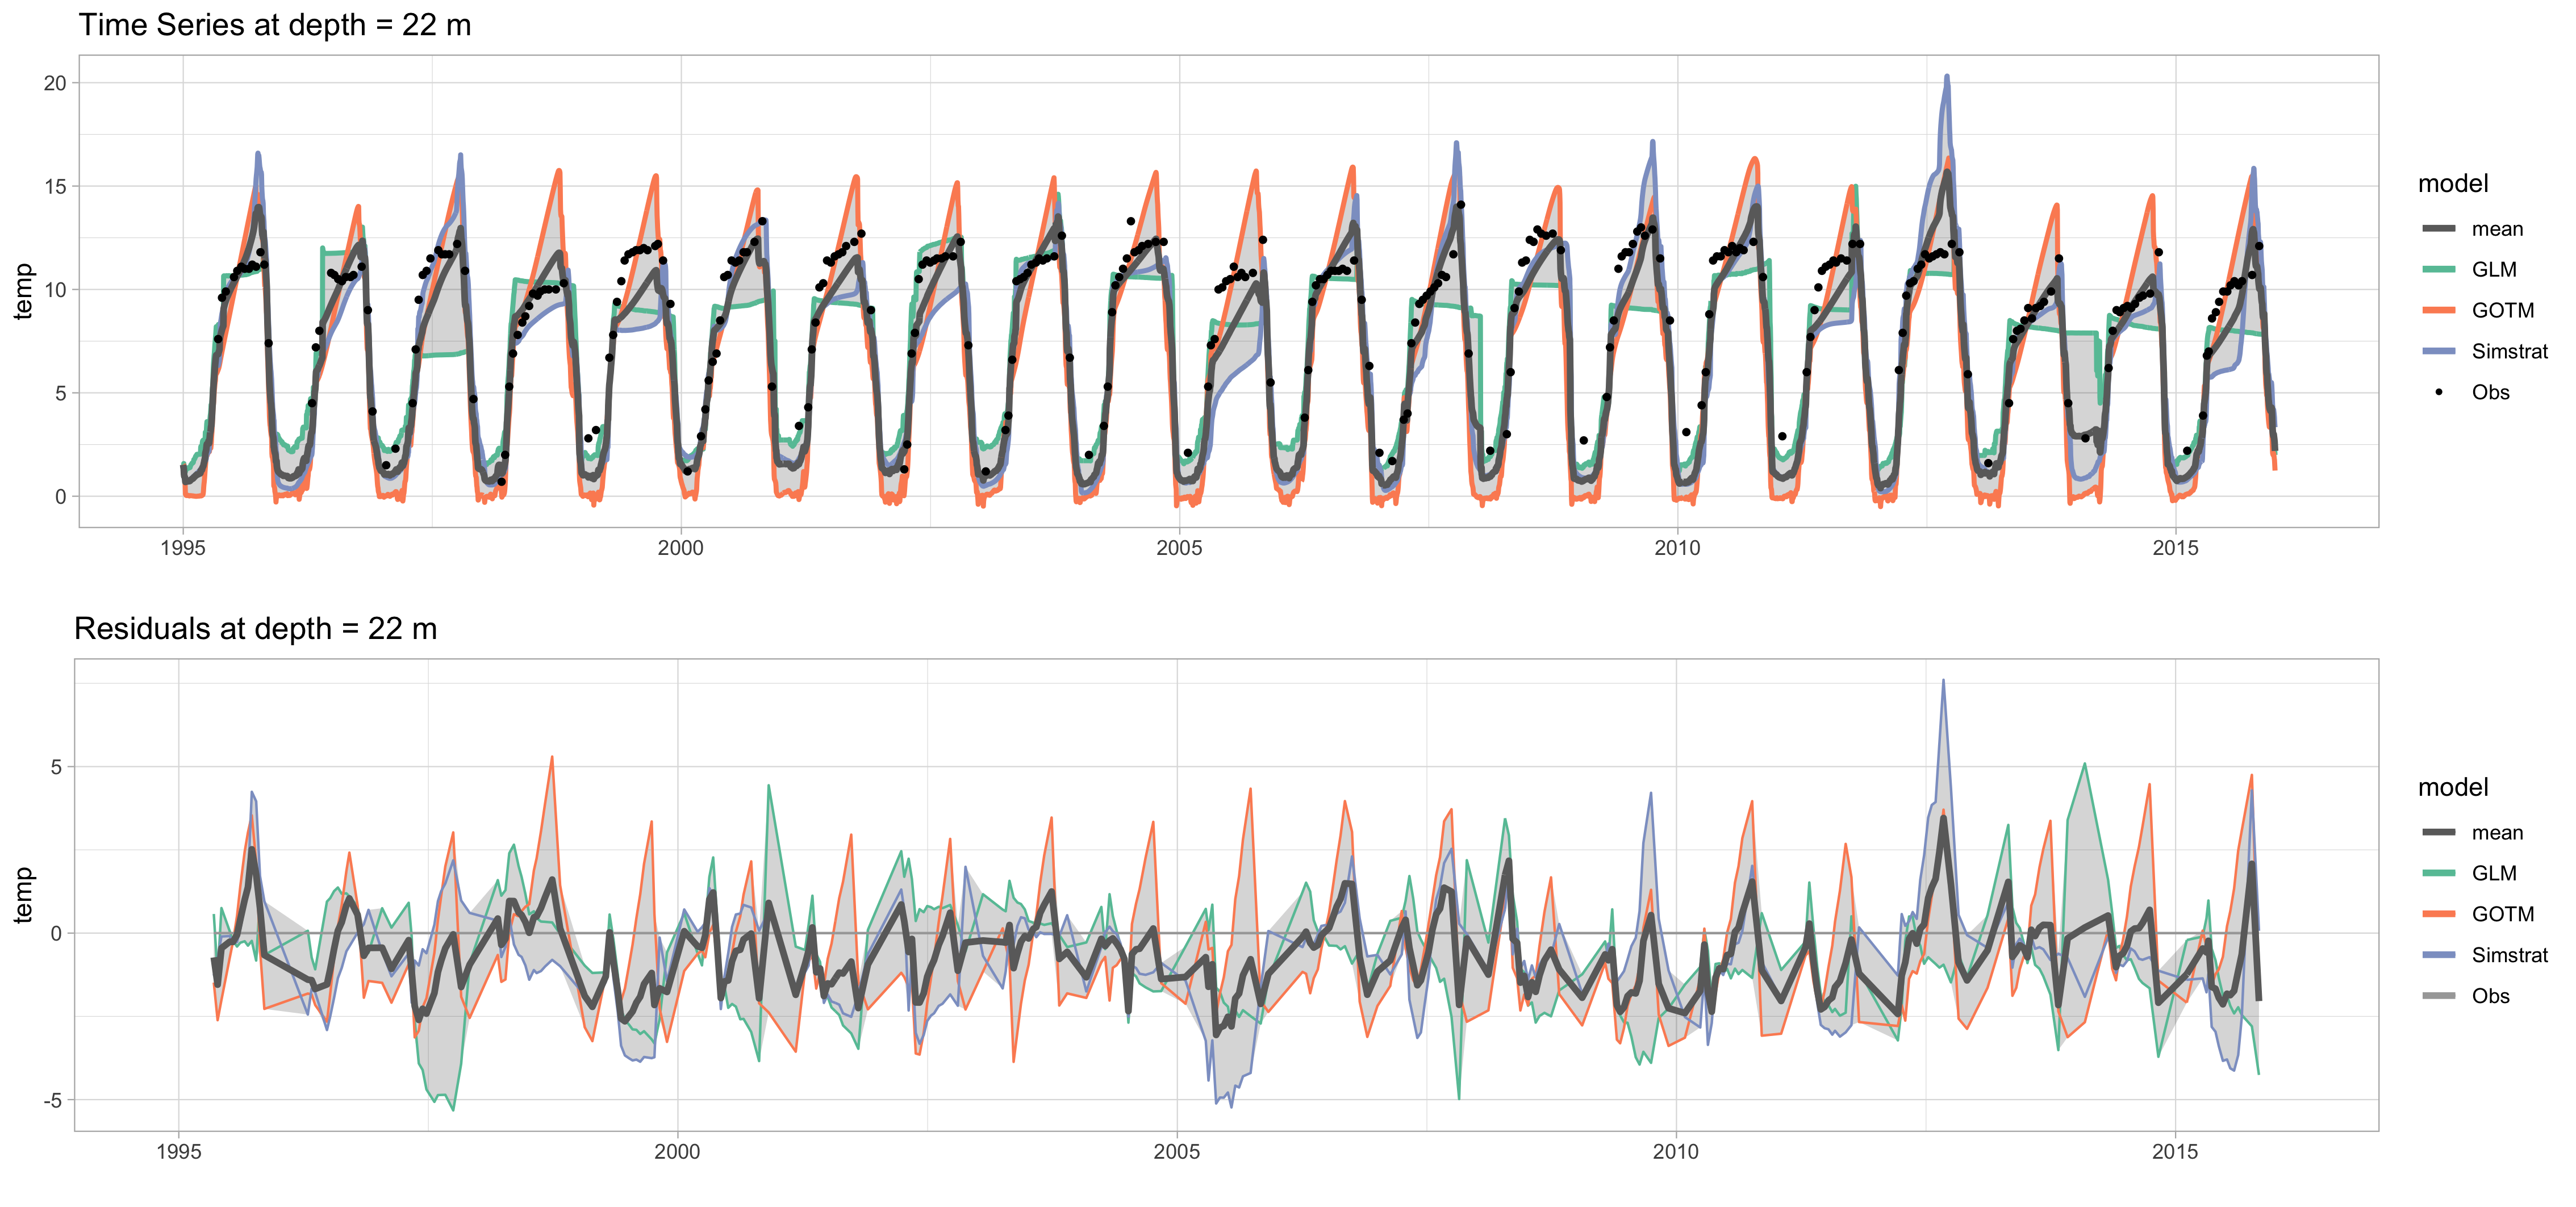 Time Series at depth = 22 m
temp
20
15
10
5
0
1995
2000
2005
2010
2015
model
mean
GLM
GOTM
Simstrat
Obs
Residuals at depth = 22 m
temp
5
0
-5
1995
2000
2005
2010
2015
model
mean
GLM
GOTM
Simstrat
Obs